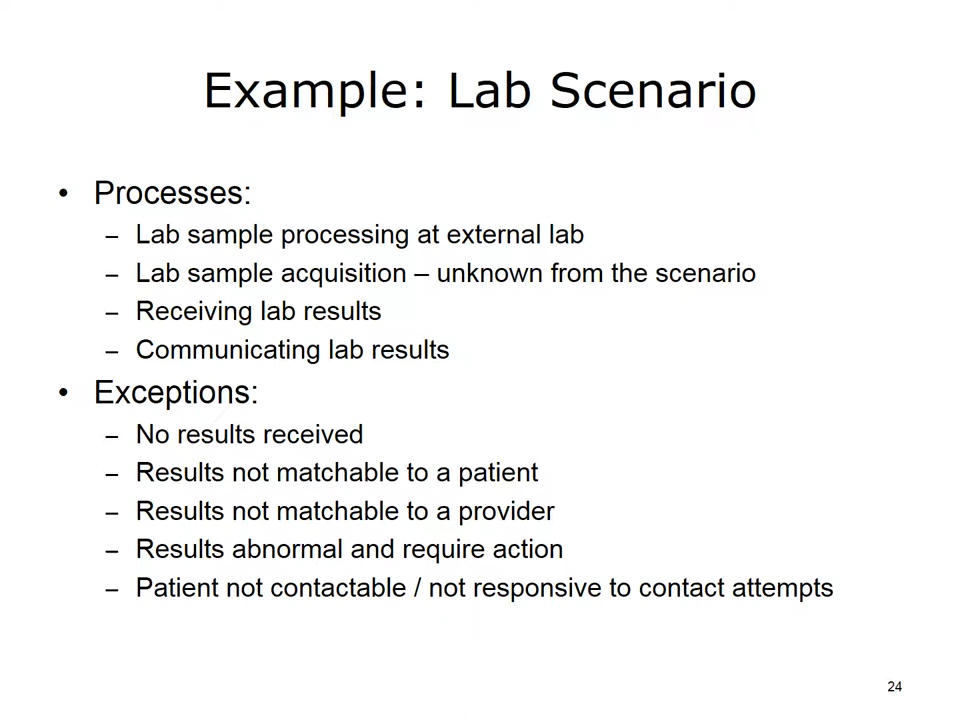 Example: Lab Scenario
• Processes:
– Lab sample processing at external lab
– Lab sample acquisition – unknown from the scenario
– Receiving lab results
– Communicating lab results
• Exceptions:
– No results received
– Results not matchable to a patient
– Results not matchable to a provider
– Results abnormal and require action
– Patient not contactable / not responsive to contact attempts
24